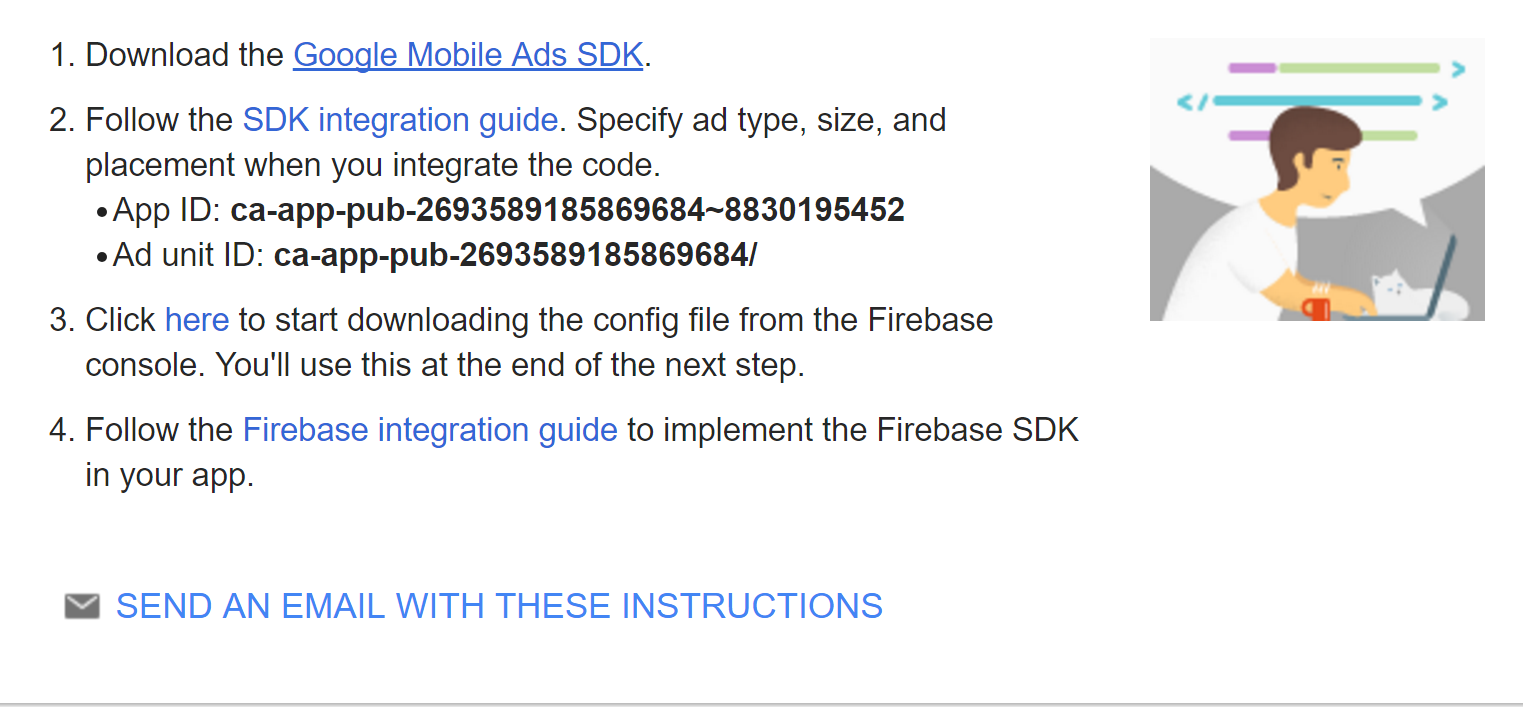 1. Download the Google Mobile Ads SDK.
2. Follow the SDK integration guide. Specify ad type, size, and
placement when you integrate the code.
• App ID: ca-app-pub-2693589185869684~8830195452
• Ad unit ID: ca-app-pub-2693589185869684/
3. Click here to start downloading the config file from the Firebase
console. You'll use this at the end of the next step.
4. Follow the Firebase integration guide to implement the Firebase SDK
in your app.
SEND AN EMAIL WITH THESE INSTRUCTIONS